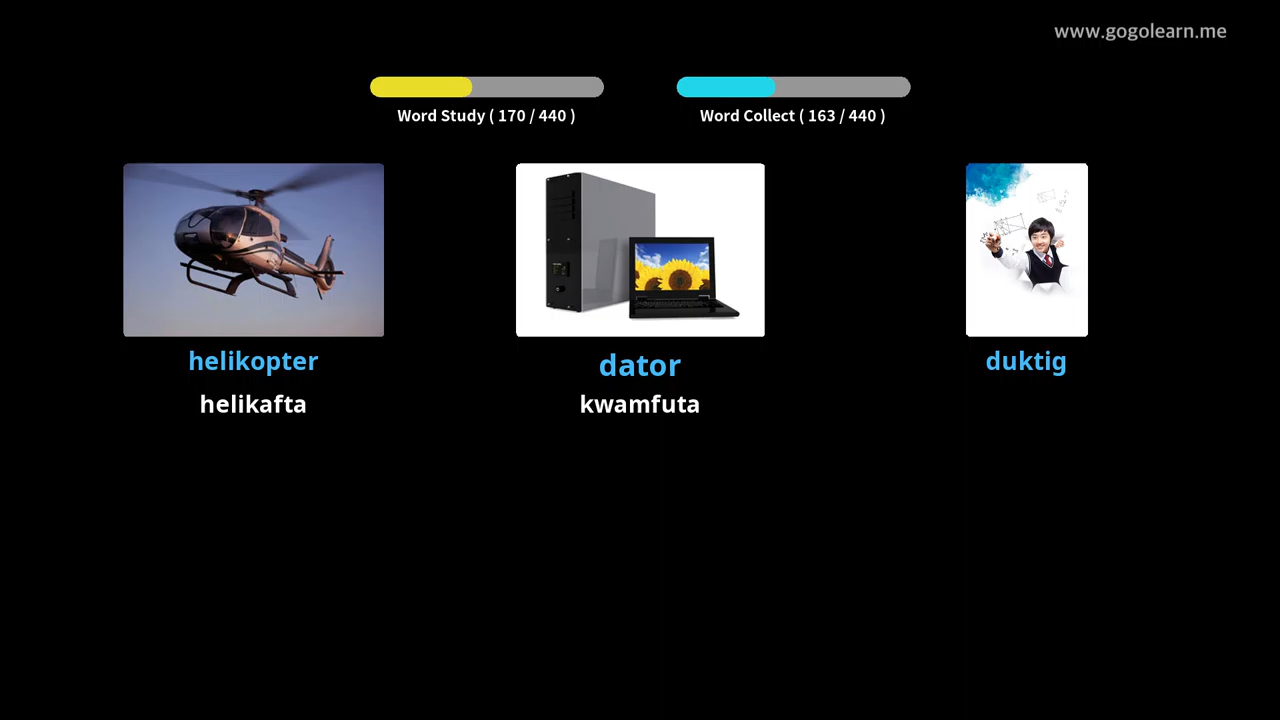 www.gogolearn.me
Word Study ( 170 / 440 )
Word Collect ( 163 / 440 )
helikopter
dator
duktig
helikafta
kwamfuta